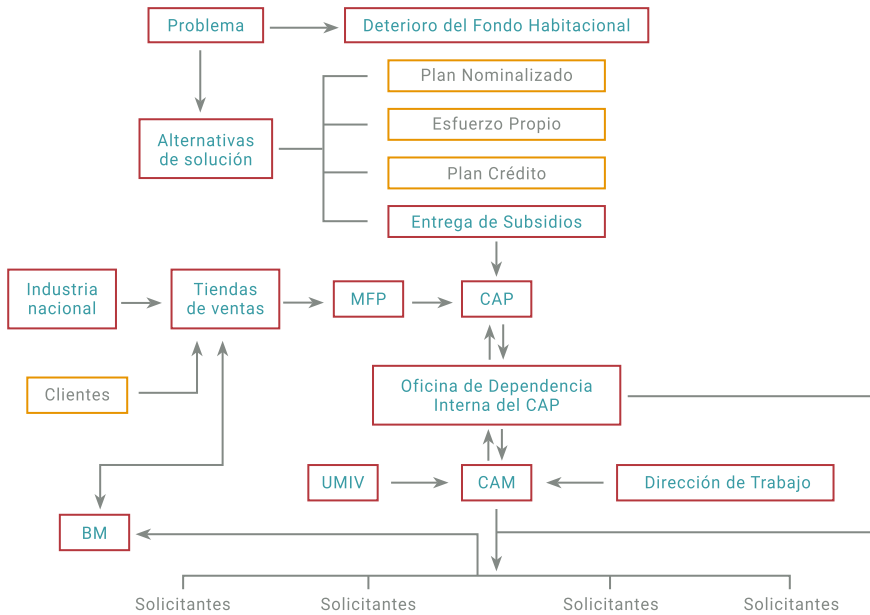 Problema
Deterioro del Fondo Habitacional
Plan Nominalizado
Esfuerzo Propio
Alternativas
de solución
Plan Crédito
Entrega de Subsidios
Industria
nacional
Tiendas
de ventas
MFP
CAP
Clientes
Oficina de Dependencia
Interna del CAP
UMIV
CAM
Dirección de Trabajo
BM
Solicitantes
Solicitantes
Solicitantes
Solicitantes